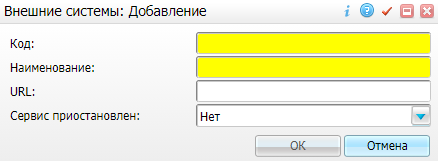 Внешние системы: Добавление
Код:
Наименование:
URL:
Сервис приостановлен: Нет
ОК Отмена